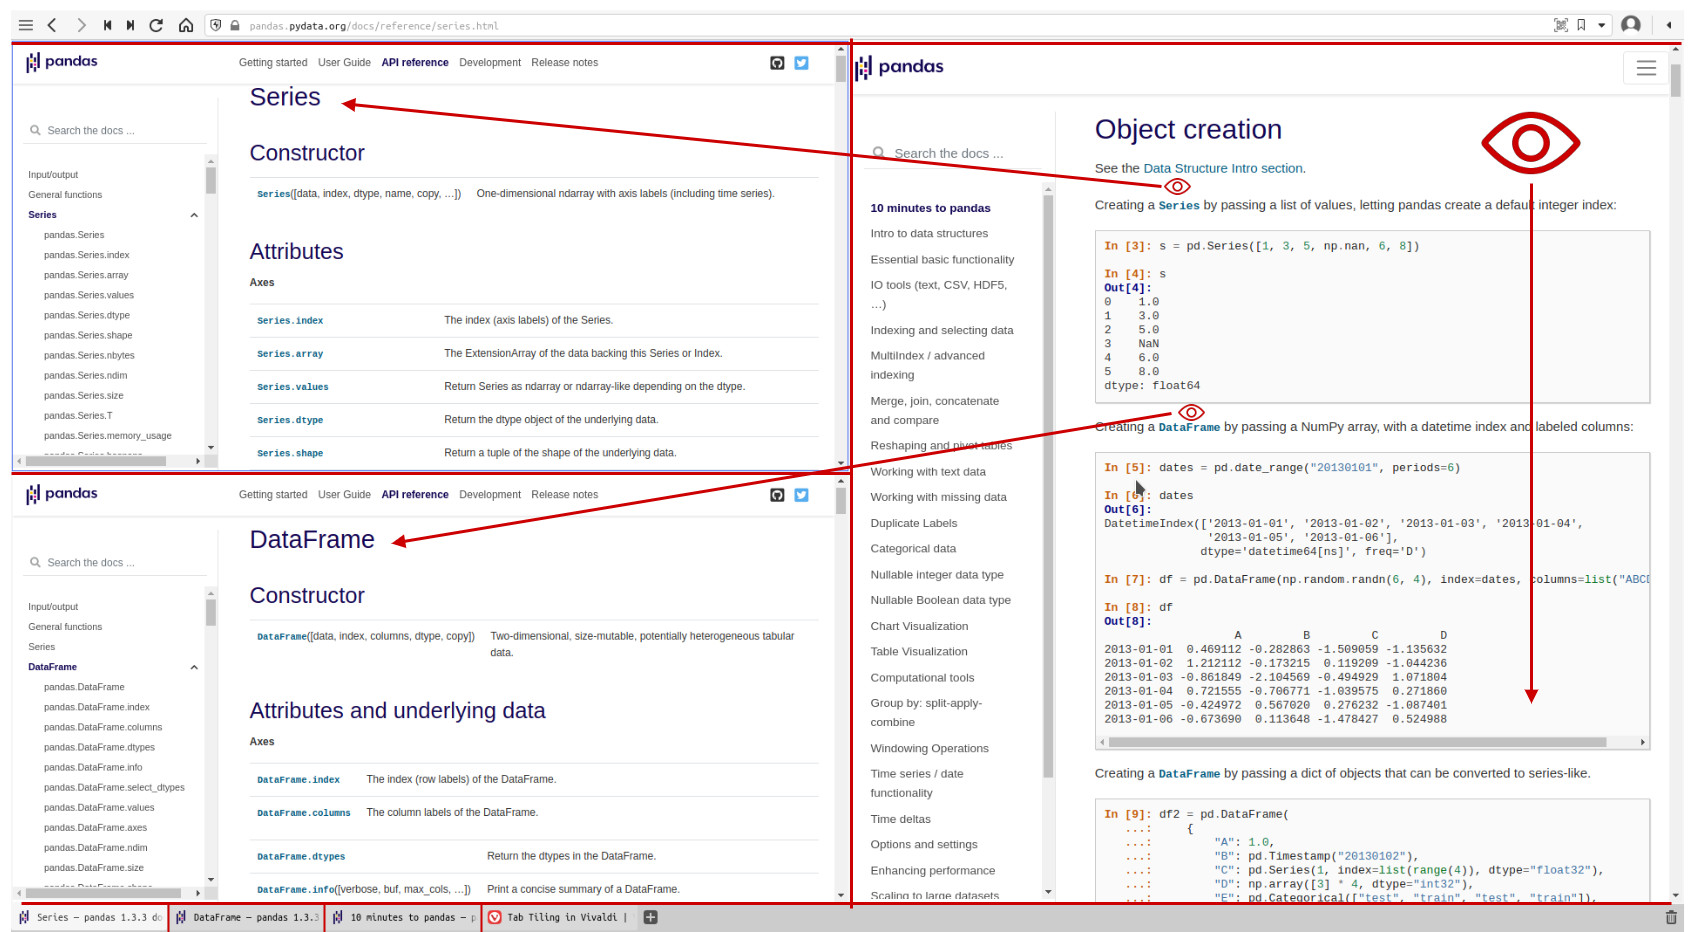 pandas.pydata.org/docs/reference/series.html
pandas
Getting started User Guide API reference Development Release notes
Search the docs ...
Input/output
General functions
Series
pandas.Series
pandas.Series.index
pandas.Series.array
pandas.Series.values
pandas.Series.dtype
pandas.Series.shape
pandas.Series.nbytes
pandas.Series.ndim
pandas.Series.size
pandas.Series.T
pandas.Series.memory_usage
Series
Constructor
Series([data, index, dtype, name, copy, ...]) One-dimensional ndarray with axis labels (including time series).
Attributes
Axes
Series.index The index (axis labels) of the Series.
Series.array The ExtensionArray of the data backing this Series or Index.
Series.values Return Series as ndarray or ndarray-like depending on the dtype.
Series.dtype Return the dtype object of the underlying data.
Series.shape Return a tuple of the shape of the underlying data.
pandas
Getting started User Guide API reference Development Release notes
Search the docs ...
Input/output
General functions
Series
DataFrame
pandas.DataFrame
pandas.DataFrame.index
pandas.DataFrame.columns
pandas.DataFrame.dtypes
pandas.DataFrame.info
pandas.DataFrame.select_dtypes
pandas.DataFrame.values
pandas.DataFrame.axes
pandas.DataFrame.ndim
pandas.DataFrame.size
DataFrame
Constructor
DataFrame([data, index, columns, dtype, copy]) Two-dimensional, size-mutable, potentially heterogeneous tabular
data.
Attributes and underlying data
Axes
DataFrame.index The index (row labels) of the DataFrame.
DataFrame.columns The column labels of the DataFrame.
DataFrame.dtypes Return the dtypes in the DataFrame.
DataFrame.info([verbose, buf, max_cols, ...]) Print a concise summary of a DataFrame.
pandas
Search the docs ...
10 minutes to pandas
Intro to data structures
Essential basic functionality
IO tools (text, CSV, HDF5,
...)
Indexing and selecting data
MultiIndex / advanced
indexing
Merge, join, concatenate
and compare
Reshaping and pivot tables
Working with text data
Working with missing data
Duplicate Labels
Categorical data
Nullable integer data type
Nullable Boolean data type
Chart Visualization
Table Visualization
Computational tools
Group by: split-apply-
combine
Windowing Operations
Time series / date
functionality
Time deltas
Options and settings
Enhancing performance
Scaling to large datasets
Object creation
See the Data Structure Intro section.
Creating a Series by passing a list of values, letting pandas create a default integer index:
In [3]: s = pd.Series([1, 3, 5, np.nan, 6, 8])
In [4]: s
Out[4]:
0 1.0
1 3.0
2 5.0
3 NaN
4 6.0
5 8.0
dtype: float64
Creating a DataFrame by passing a NumPy array, with a datetime index and labeled columns:
In [5]: dates = pd.date_range("20130101", periods=6)
In [6]: dates
Out[6]:
DatetimeIndex(['2013-01-01', '2013-01-02', '2013-01-03', '2013-01-04',
'2013-01-05', '2013-01-06'],
dtype='datetime64[ns]', freq='D')
In [7]: df = pd.DataFrame(np.random.randn(6, 4), index=dates, columns=list("ABCD
In [8]: df
Out[8]:
A B C D
2013-01-01 0.469112 -0.282863 -1.509059 -1.135632
2013-01-02 1.212112 -0.173215 0.119209 -1.044236
2013-01-03 -0.861849 -2.104569 -0.494929 1.071804
2013-01-04 0.721555 -0.706771 -1.039575 0.271860
2013-01-05 -0.424972 0.567020 0.276232 -1.087401
2013-01-06 -0.673690 0.113648 -1.478427 0.524988
Creating a DataFrame by passing a dict of objects that can be converted to series-like.
In [9]: df2 = pd.DataFrame(
...: {
...: "A": 1.0,
...: "B": pd.Timestamp("20130102"),
...: "C": pd.Series(1, index=list(range(4)), dtype="float32"),
...: "D": np.array([3] * 4, dtype="int32"),
...: "E": pd.Categorical(["test", "train", "test", "train"]),
Series — pandas 1.3.3 do DataFrame — pandas 1.3.3 10 minutes to pandas — p Tab Tiling in Vivaldi |